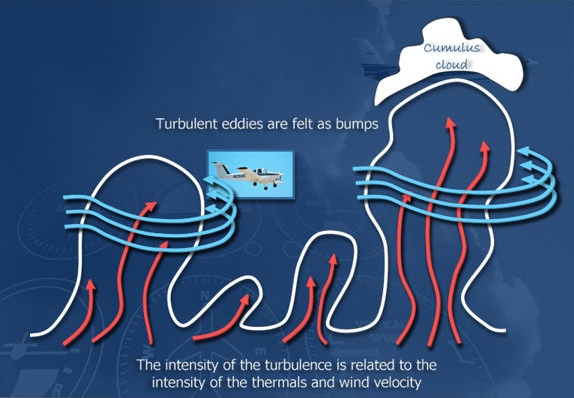 Cumulus
cloud
Turbulent eddies are felt as bumps
The intensity of the turbulence is related to the
intensity of the thermals and wind velocity